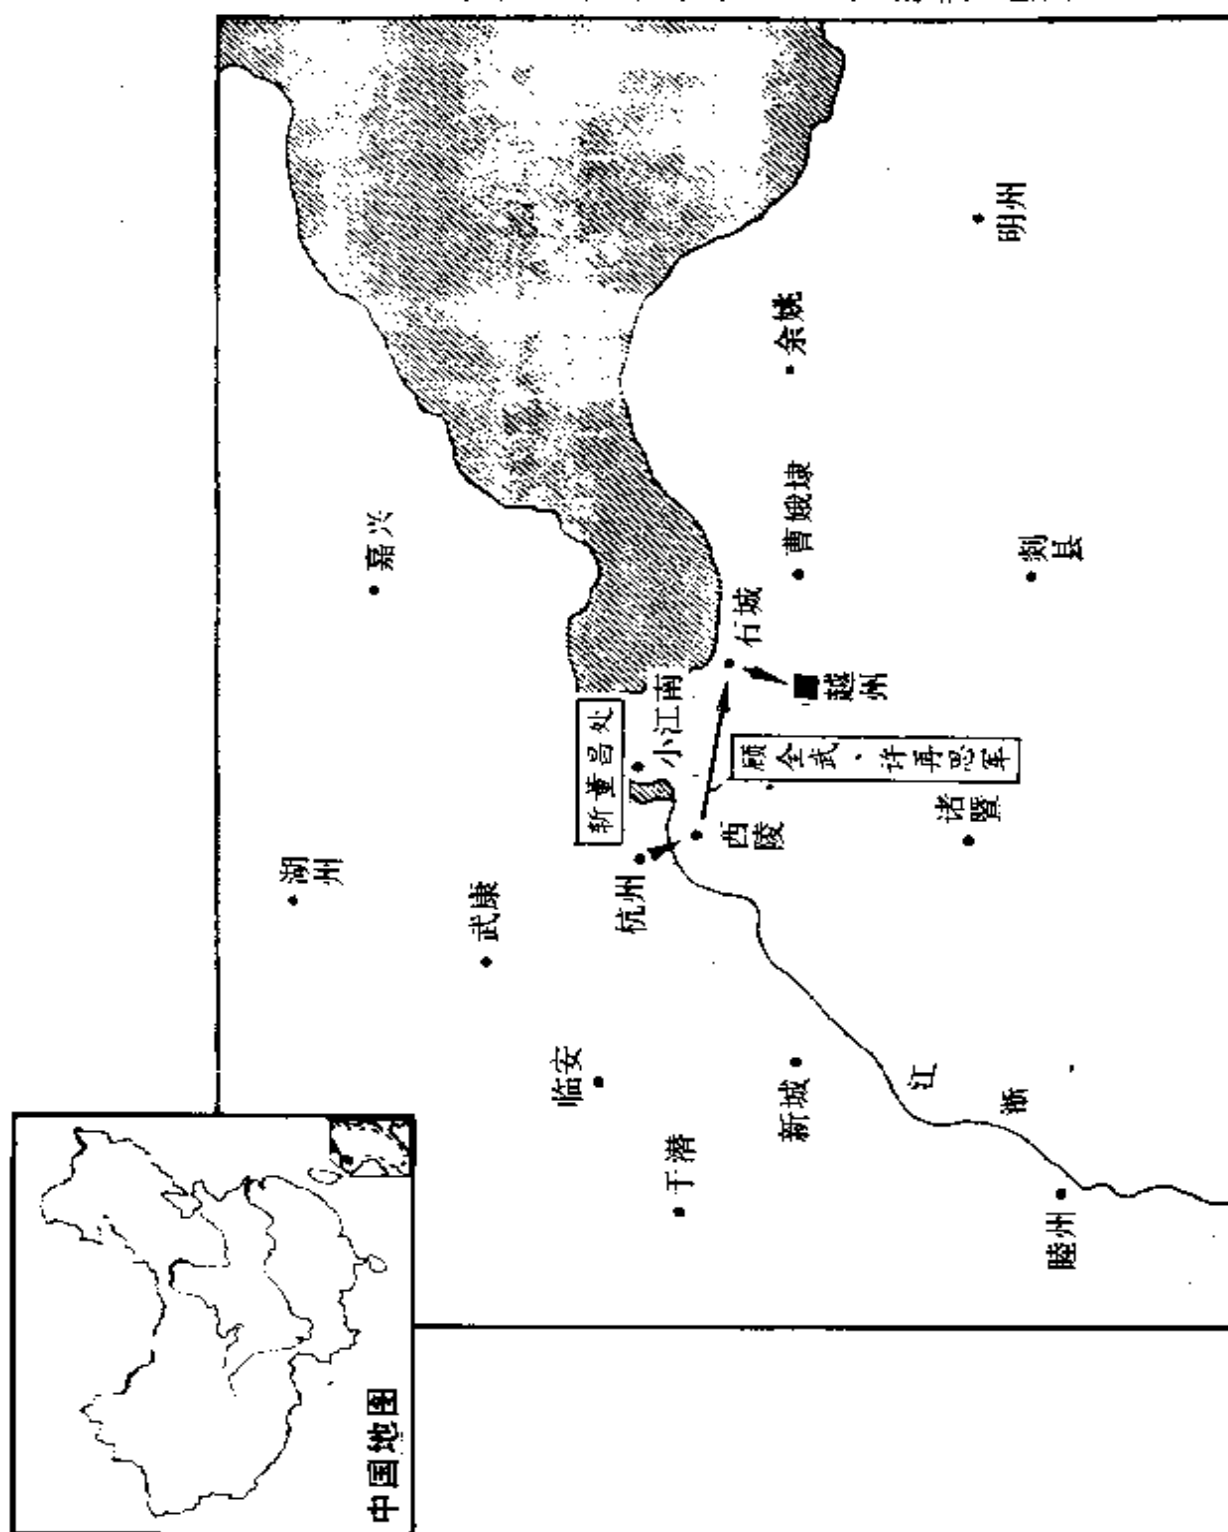 湖州
嘉兴
武康
临安
于潜
杭州
斩董昌处
小江南
西陵
石城
顾全武·许再思军
越州
曹娥埭
余姚
明州
剡县
诸暨
新城
浙江
睦州
中国地图